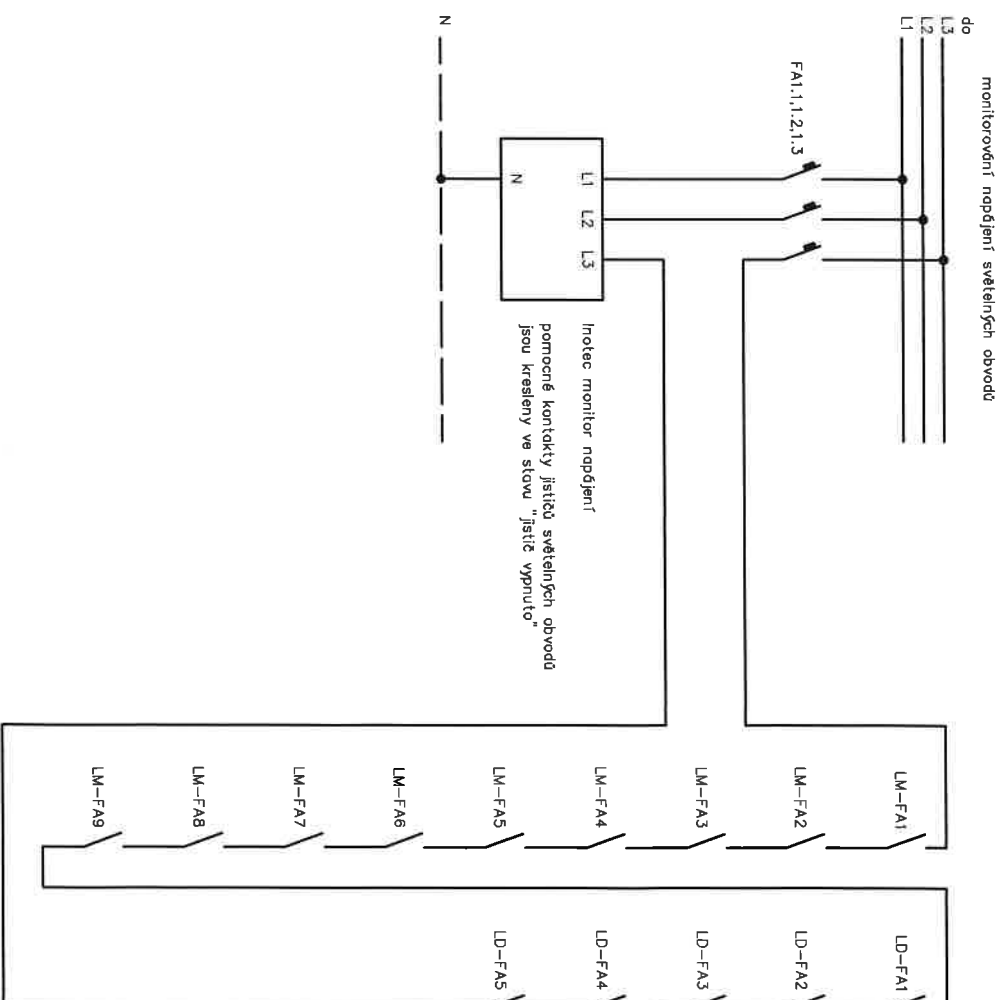 monitorování napájení světelných obvodů
do
L3
L2
L1
FA1.1,1.2,1.3
L1
L2
L3
N
N
Inotec monitor napájení
pomocné kontakty jističů světelných obvodů
jsou kresleny ve stavu "jistič vypnuto"
LM-FA1
LM-FA2
LM-FA3
LM-FA4
LM-FA5
LM-FA6
LM-FA7
LM-FA8
LM-FA9
LD-FA1
LD-FA2
LD-FA3
LD-FA4
LD-FA5